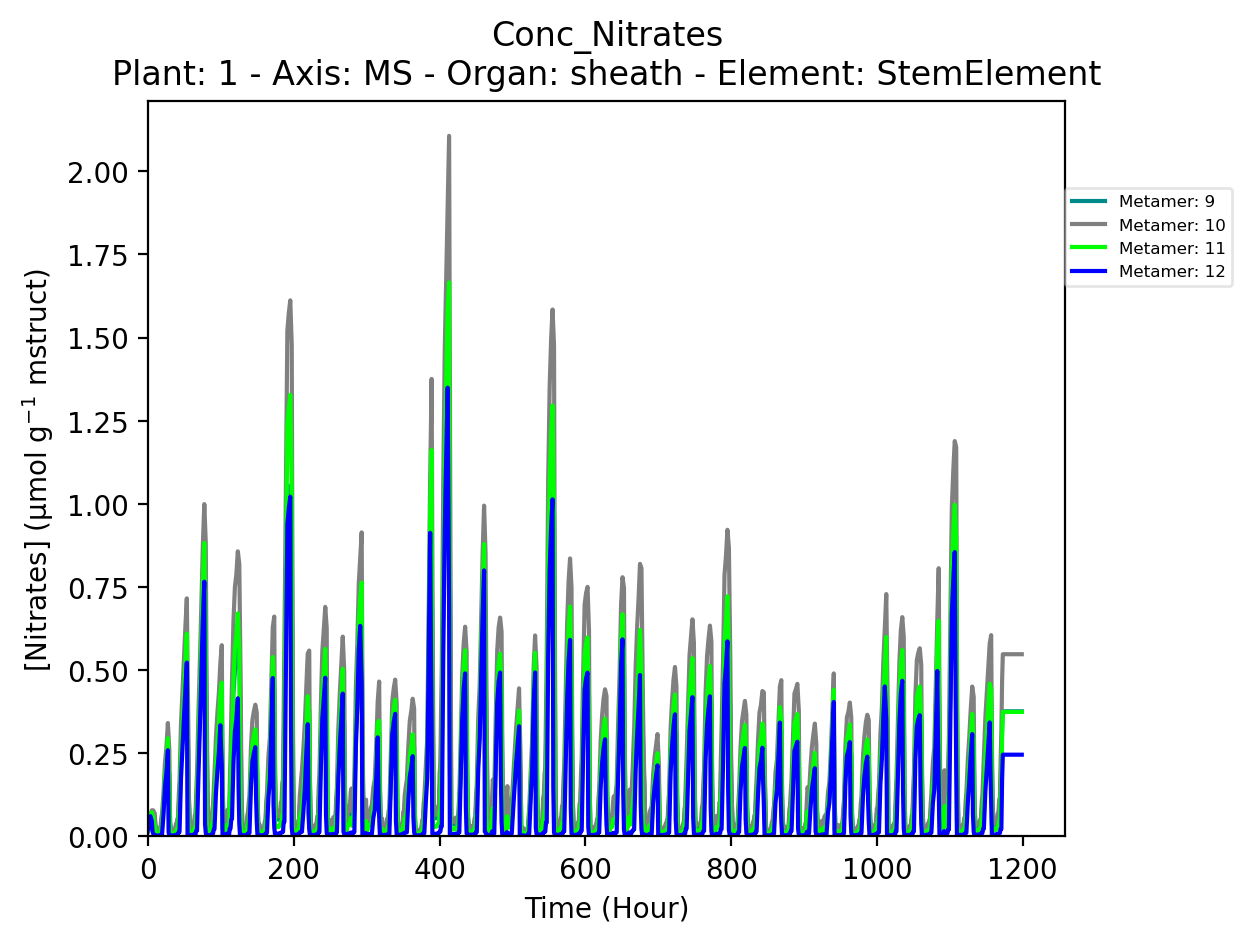 Conc_Nitrates
Plant: 1 - Axis: MS - Organ: sheath - Element: StemElement
[Nitrates] (µmol g⁻¹ mstruct)
2.00
1.75
1.50
1.25
1.00
0.75
0.50
0.25
0.00
0 200 400 600 800 1000 1200
Time (Hour)
Metamer: 9
Metamer: 10
Metamer: 11
Metamer: 12